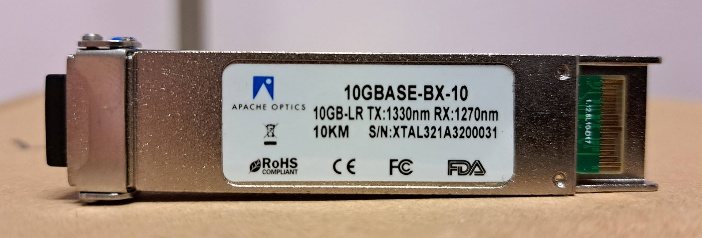 APACHE OPTICS
10GBASE-BX-10
10GB-LR TX:1330nm RX:1270nm
10KM S/N:XTAL321A3200031
RoHS
COMPLIANT
CE FC FDA